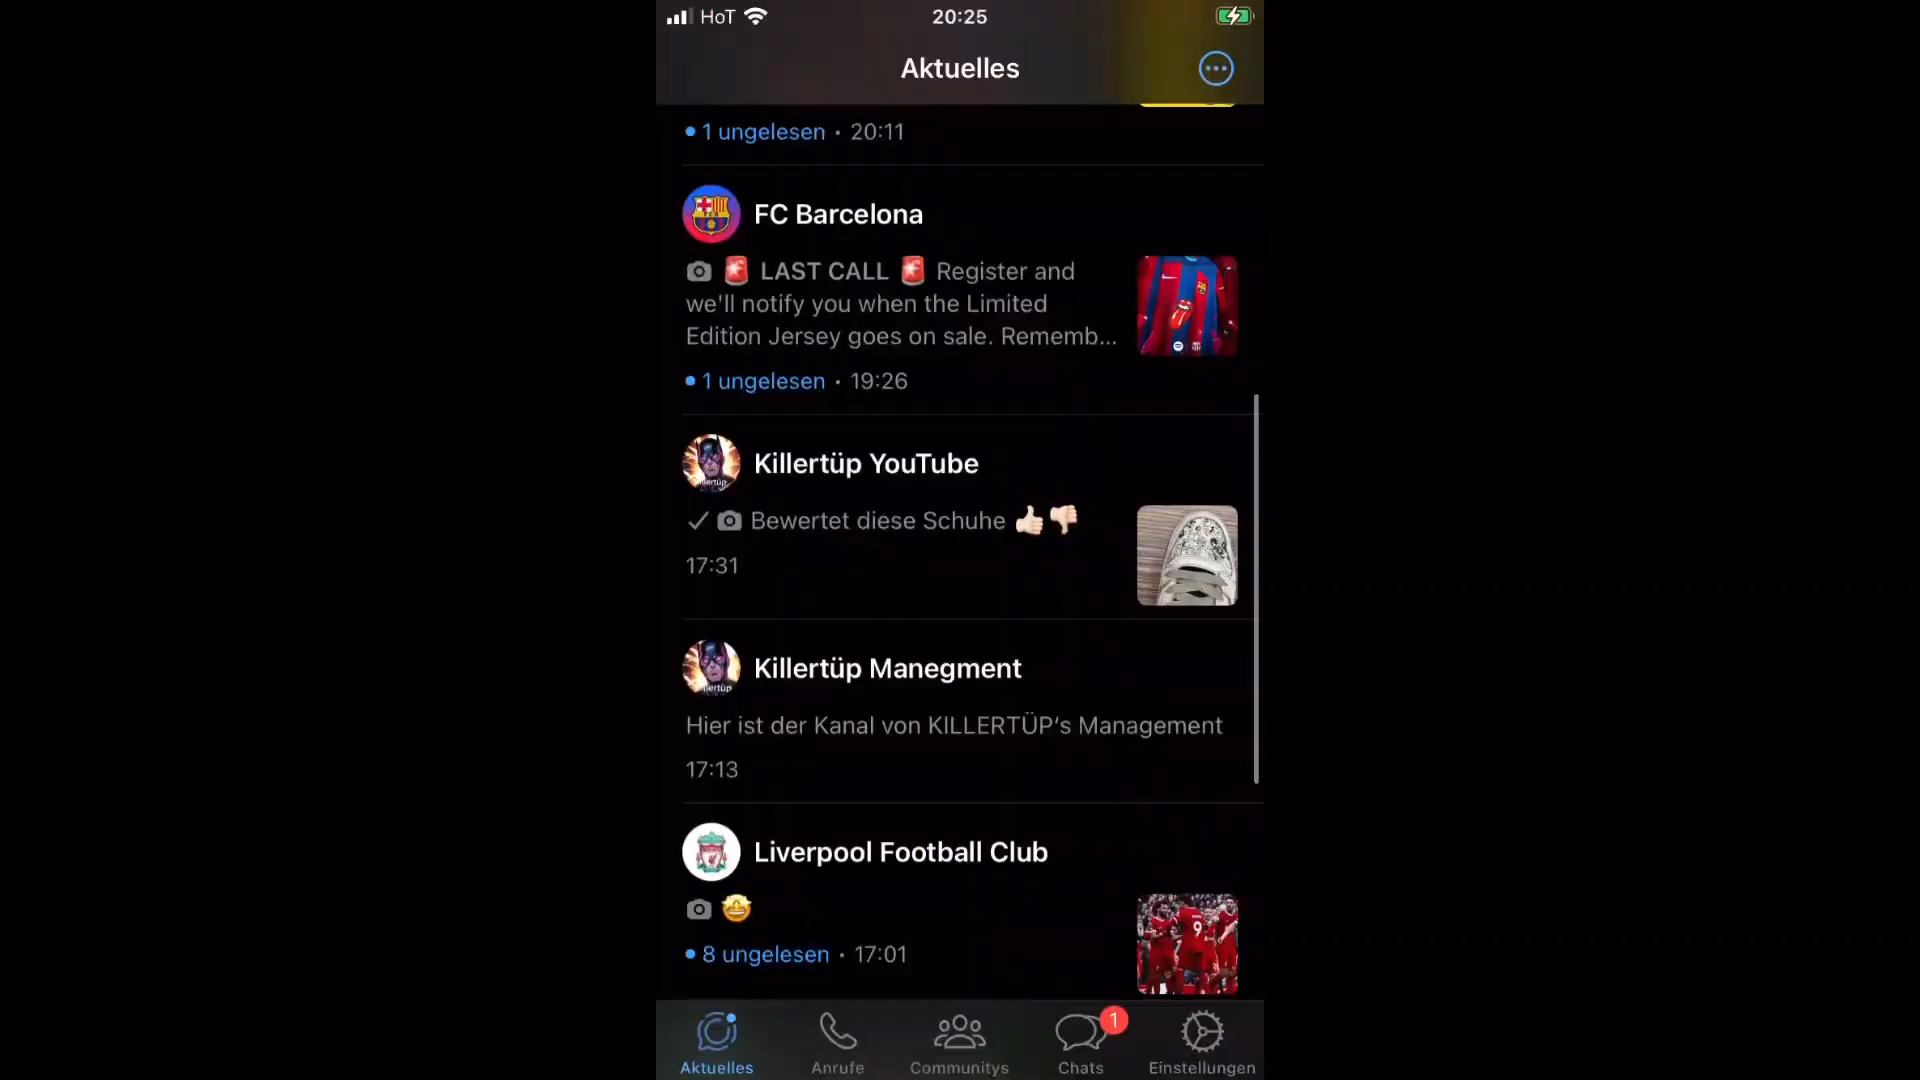 HoT 20:25
Aktuelles
1 ungelesen · 20:11
FC Barcelona
🚨 LAST CALL 🚨 Register and
we'll notify you when the Limited
Edition Jersey goes on sale. Rememb...
1 ungelesen · 19:26
Killertüp YouTube
Bewertet diese Schuhe 👍🏻👎🏻
17:31
Killertüp Manegment
Hier ist der Kanal von KILLERTÜP‘s Management
17:13
Liverpool Football Club
🤩
8 ungelesen · 17:01
9
1
Aktuelles Anrufe Communitys Chats Einstellungen